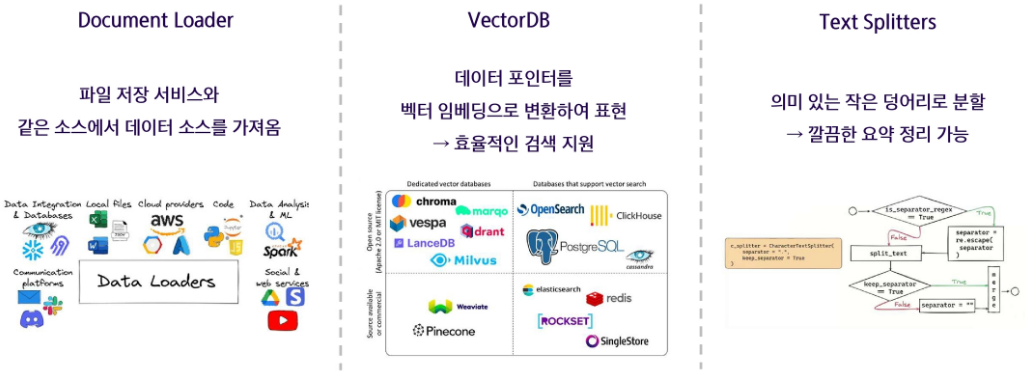 Document Loader
파일 저장 서비스와
같은 소스에서 데이터 소스를 가져옴
Data Integration & Databases
Local files
Cloud providers
Code
Data Analysis & ML
aws
Spark
Communication platforms
Data Loaders
Social & web services
VectorDB
데이터 포인터를
벡터 임베딩으로 변환하여 표현
→ 효율적인 검색 지원
Dedicated vector databases
Databases that support vector search
Open source
(Apache 2.0 or MIT license)
chroma
marqo
vespa
qdrant
LanceDB
Milvus
OpenSearch
ClickHouse
PostgreSQL
cassandra
Source available
or commercial
Weaviate
Pinecone
elasticsearch
redis
ROCKSET
SingleStore
Text Splitters
의미 있는 작은 덩어리로 분할
→ 깔끔한 요약 정리 가능
c_splitter = CharacterTextSplitter(
separator = ".",
keep_separator = True
)
is_separator_regex
== True
True
False
separator =
re.escape(
separator
)
split_text
keep_separator
== True
True
False
separator = ""
merge